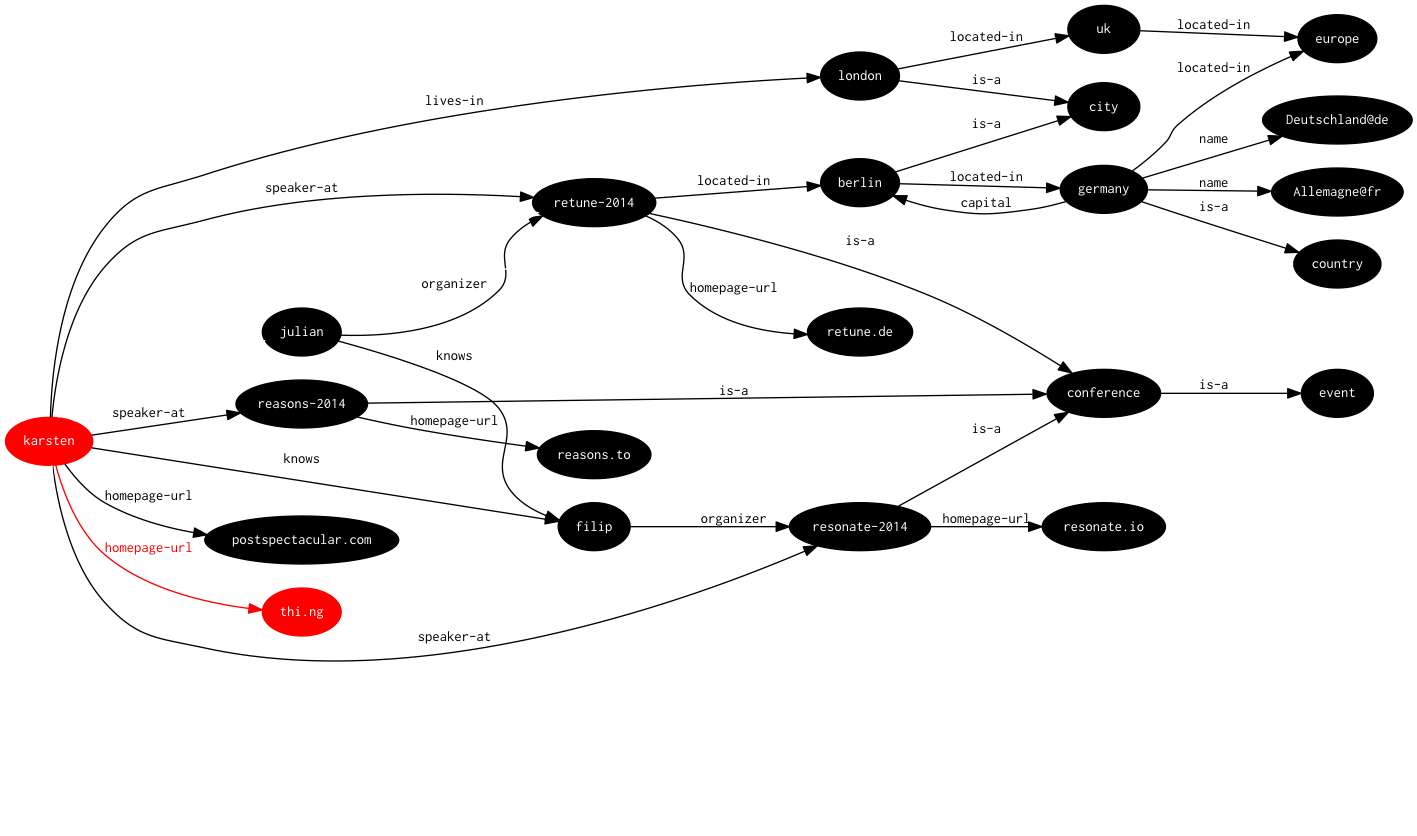 uk
located-in
europe
located-in
located-in
london
is-a
lives-in
city
Deutschland@de
is-a
name
located-in
berlin
located-in
name
speaker-at
germany
Allemagne@fr
retune-2014
capital
is-a
is-a
country
organizer
homepage-url
julian
retune.de
knows
is-a
is-a
conference
event
reasons-2014
speaker-at
homepage-url
is-a
karsten
reasons.to
knows
homepage-url
organizer
homepage-url
filip
resonate-2014
resonate.io
postspectacular.com
homepage-url
thi.ng
speaker-at